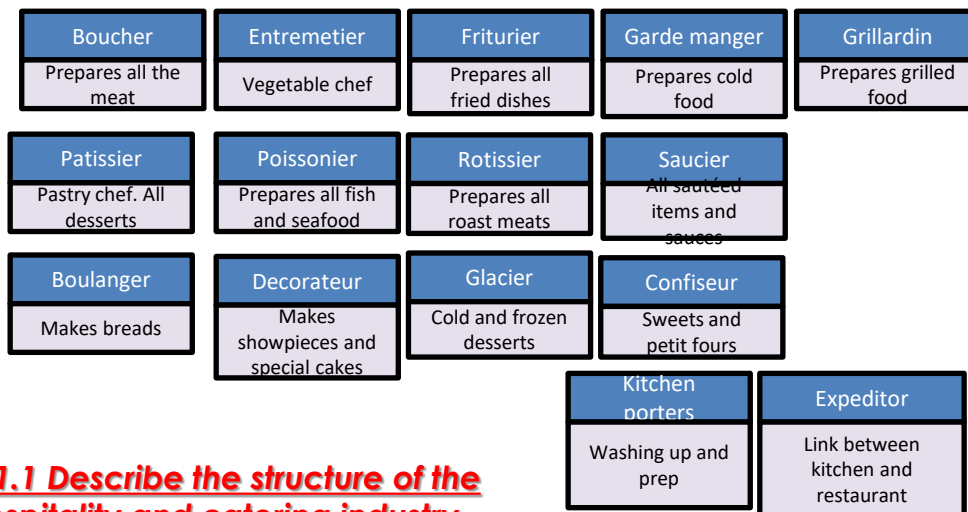 Boucher
Prepares all the
meat
Entremetier
Vegetable chef
Friturier
Prepares all
fried dishes
Garde manger
Prepares cold
food
Grillardin
Prepares grilled
food
Patissier
Pastry chef. All
desserts
Poissonier
Prepares all fish
and seafood
Rotissier
Prepares all
roast meats
Saucier
All sautéed
items and
sauces
Boulanger
Makes breads
Decorateur
Makes
showpieces and
special cakes
Glacier
Cold and frozen
desserts
Confiseur
Sweets and
petit fours
Kitchen
porters
Washing up and
prep
Expeditor
Link between
kitchen and
restaurant
1.1 Describe the structure of the
spitality and catering industry